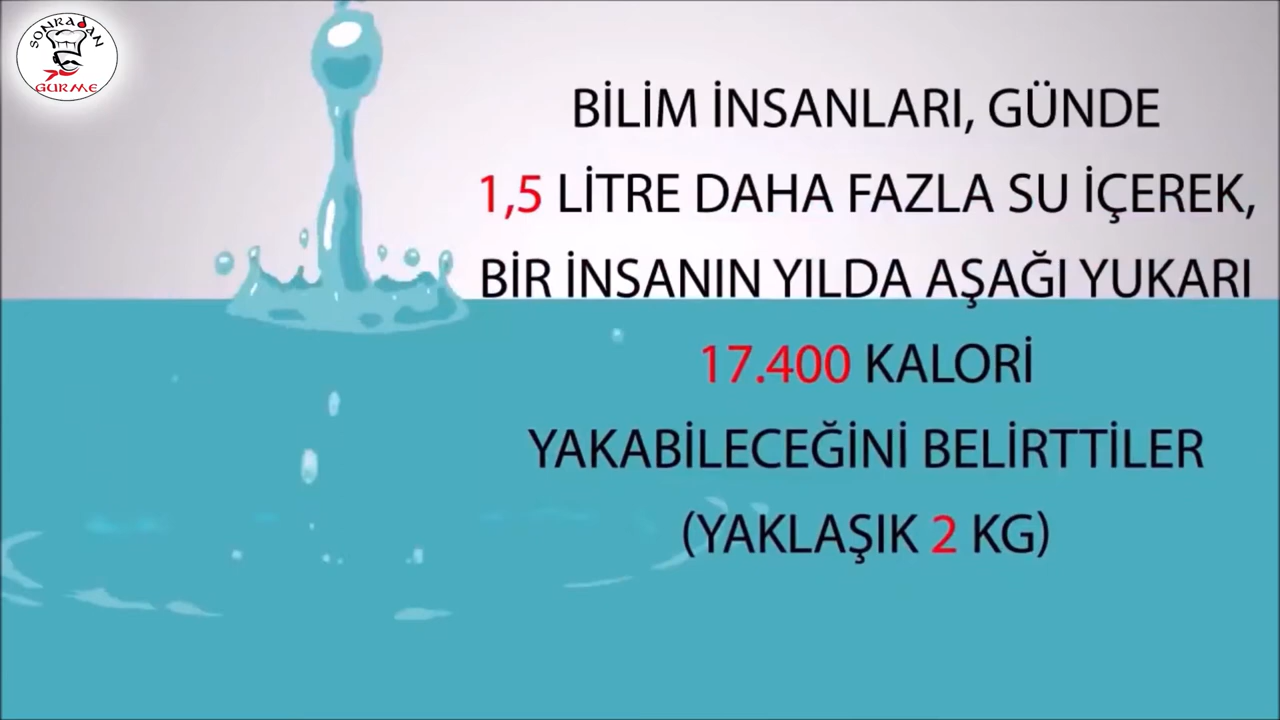 SONRADAN
GURME
BİLİM İNSANLARI, GÜNDE
1,5 LİTRE DAHA FAZLA SU İÇEREK,
BİR İNSANIN YILDA AŞAĞI YUKARI
17.400 KALORİ
YAKABİLECEĞİNİ BELİRTTİLER
(YAKLAŞIK 2 KG)